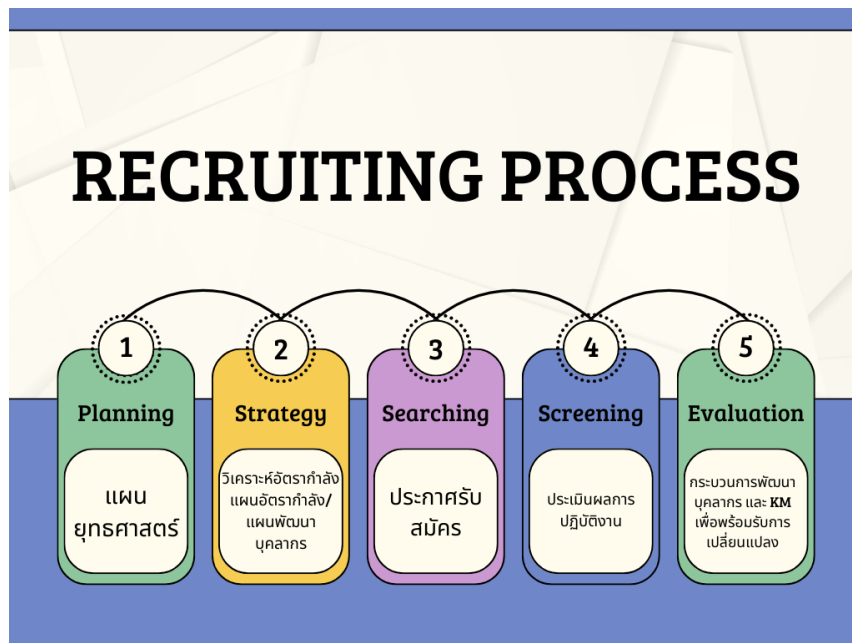 RECRUITING PROCESS
1
Planning
แผน
ยุทธศาสตร์
2
Strategy
วิเคราะห์อัตรากำลัง
แผนอัตรากำลัง/
แผนพัฒนา
บุคลากร
3
Searching
ประกาศรับ
สมัคร
4
Screening
ประเมินผลการ
ปฏิบัติงาน
5
Evaluation
กระบวนการพัฒนา
บุคลากร และ KM
เพื่อพร้อมรับการ
เปลี่ยนแปลง